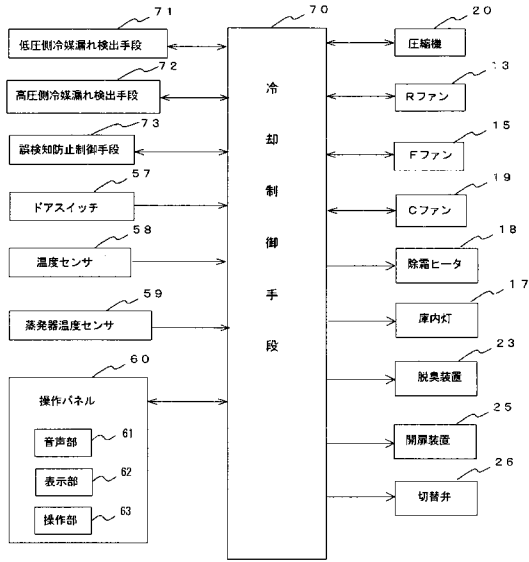 71
低圧側冷媒漏れ検出手段
72
高圧側冷媒漏れ検出手段
73
誤検知防止制御手段
57
ドアスイッチ
58
温度センサ
59
蒸発器温度センサ
60
操作パネル
61
音声部
62
表示部
63
操作部
70
冷却制御手段
20
圧縮機
13
Rファン
15
Fファン
19
Cファン
18
除霜ヒータ
17
庫内灯
23
脱臭装置
25
開扉装置
26
切替弁